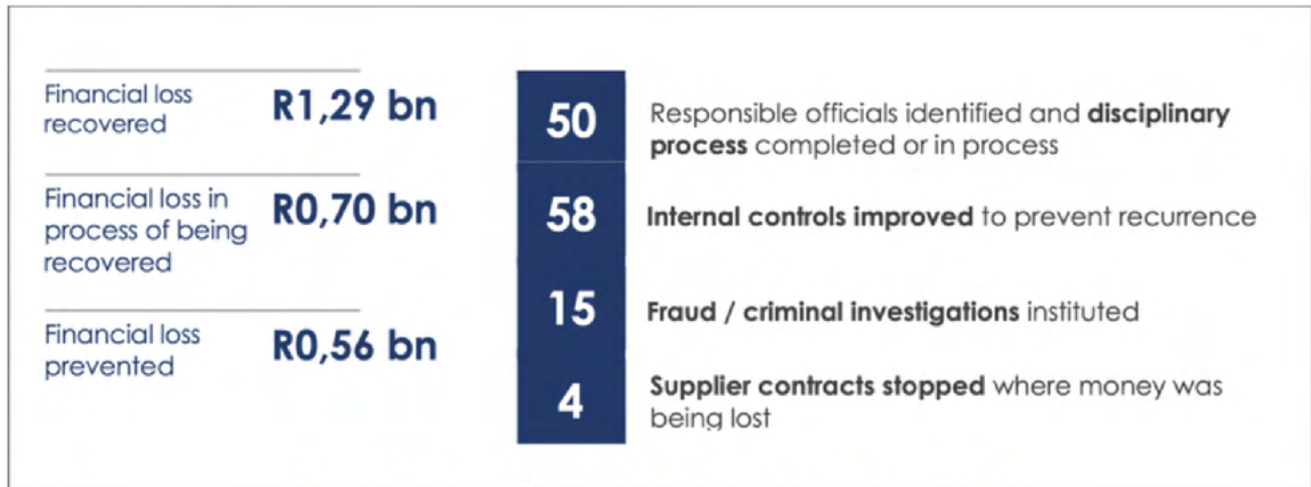 Financial loss
recovered
R1,29 bn
Financial loss in
process of being
recovered
R0,70 bn
Financial loss
prevented
R0,56 bn
50
Responsible officials identified and disciplinary
process completed or in process
58
Internal controls improved to prevent recurrence
15
Fraud / criminal investigations instituted
4
Supplier contracts stopped where money was
being lost